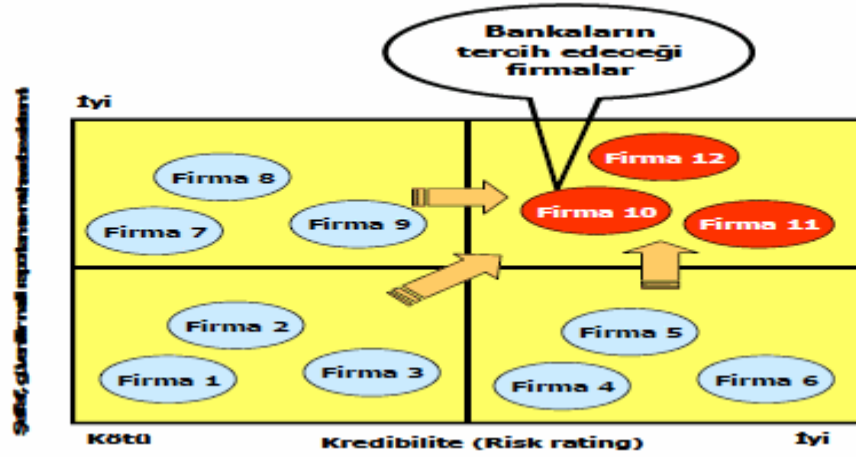 Bankaların
tercih edeceği
firmalar
İyi
Firma 12
Firma 8
Firma 10
Firma 9
Firma 11
Firma 7
Firma 2
Firma 5
Firma 1
Firma 3
Firma 4
Firma 6
Kötü
Kredibilite (Risk rating)
İyi